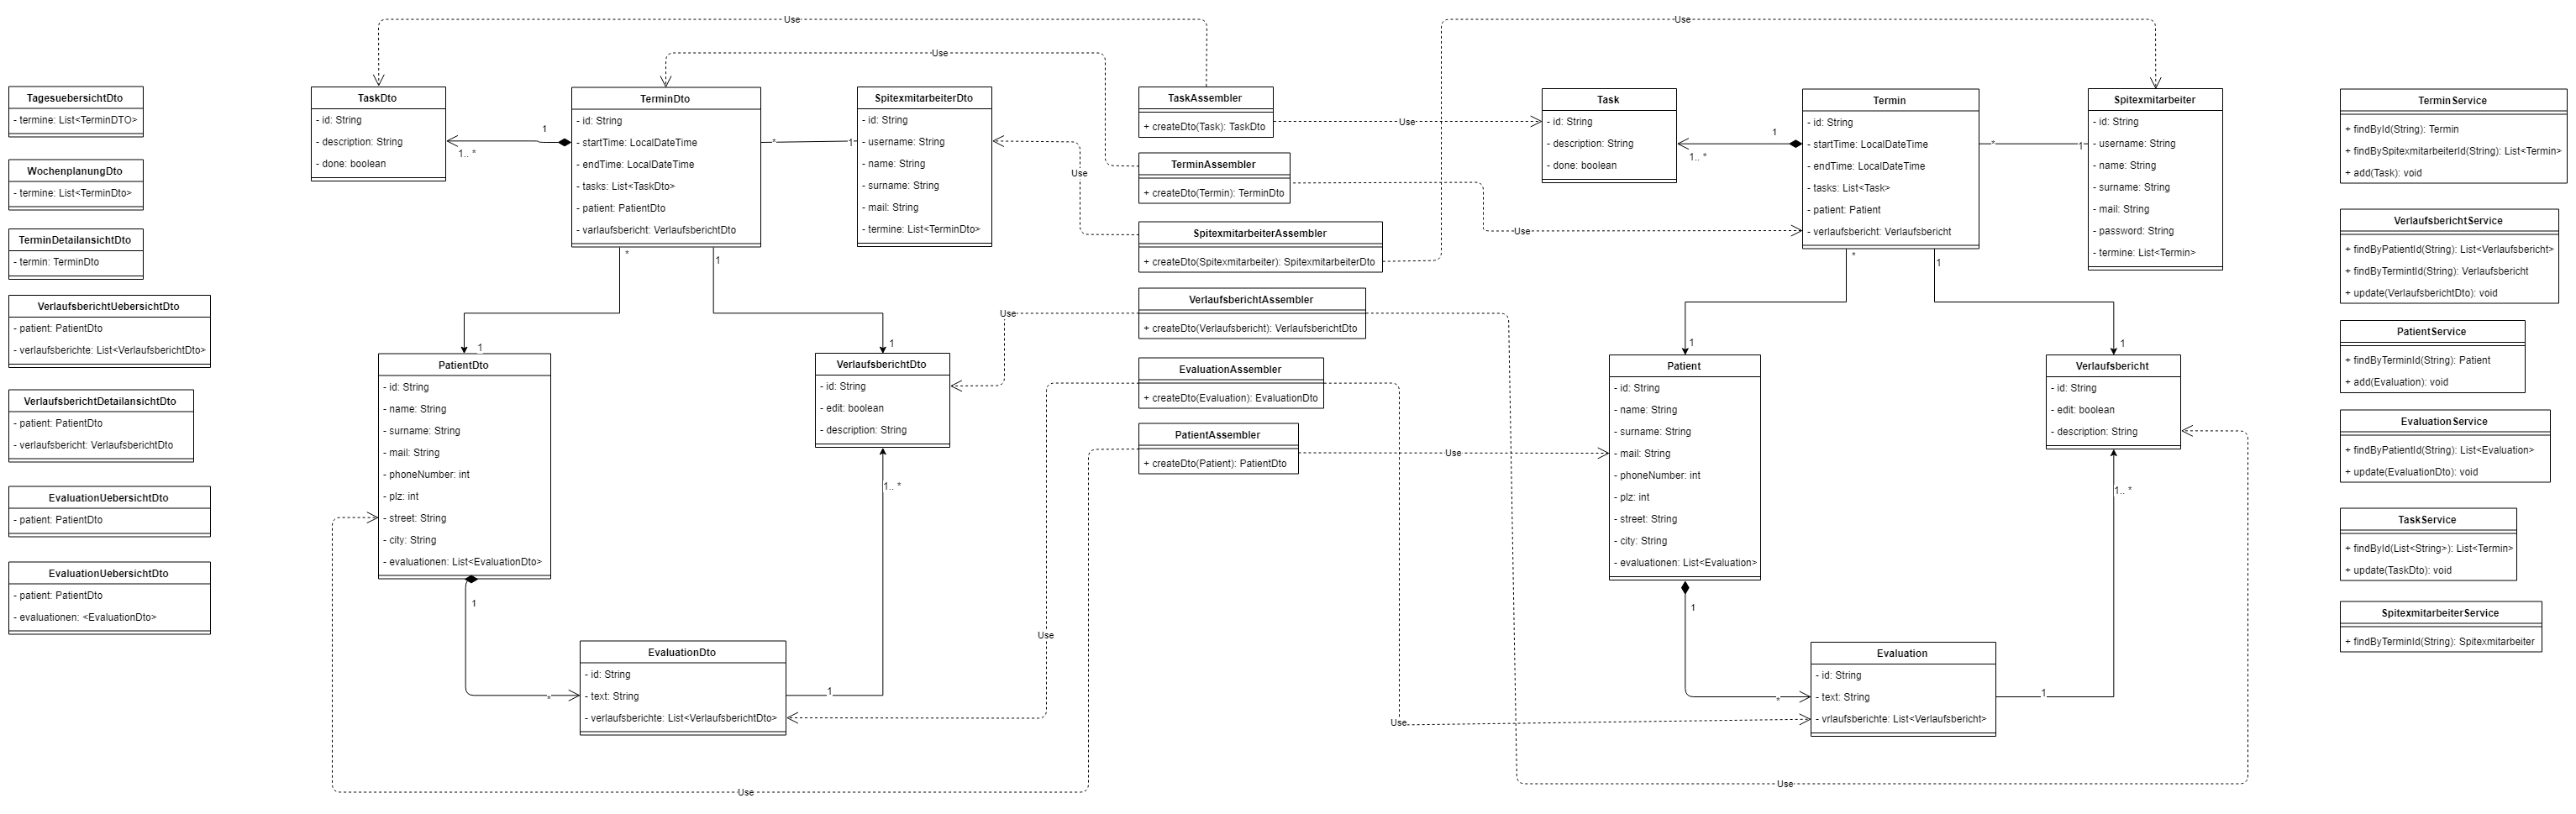 TagesuebersichtDto
- termine: List<TerminDTO>
WochenplanungDto
- termine: List<TerminDto>
TerminDetailansichtDto
- termin: TerminDto
VerlaufsberichtUebersichtDto
- patient: PatientDto
- verlaufsberichte: List<VerlaufsberichtDto>
VerlaufsberichtDetailansichtDto
- patient: PatientDto
- verlaufsbericht: VerlaufsberichtDto
EvaluationUebersichtDto
- patient: PatientDto
EvaluationUebersichtDto
- patient: PatientDto
- evaluationen: <EvaluationDto>
Use
Use
TaskDto
- id: String
- description: String
- done: boolean
1
1.. *
TerminDto
- id: String
- startTime: LocalDateTime
- endTime: LocalDateTime
- tasks: List<TaskDto>
- patient: PatientDto
- varlaufsbericht: VerlaufsberichtDto
*
1
SpitexmitarbeiterDto
- id: String
- username: String
- name: String
- surname: String
- mail: String
- termine: List<TerminDto>
*
1
1
1
PatientDto
- id: String
- name: String
- surname: String
- mail: String
- phoneNumber: int
- plz: int
- street: String
- city: String
- evaluationen: List<EvaluationDto>
VerlaufsberichtDto
- id: String
- edit: boolean
- description: String
1.. *
1
*
EvaluationDto
- id: String
- text: String
- verlaufsberichte: List<VerlaufsberichtDto>
1
Use
Use
Use
Use
TaskAssembler
+ createDto(Task): TaskDto
TerminAssembler
+ createDto(Termin): TerminDto
SpitexmitarbeiterAssembler
+ createDto(Spitexmitarbeiter): SpitexmitarbeiterDto
VerlaufsberichtAssembler
+ createDto(Verlaufsbericht): VerlaufsberichtDto
EvaluationAssembler
+ createDto(Evaluation): EvaluationDto
PatientAssembler
+ createDto(Patient): PatientDto
Use
Use
Use
Use
Use
Use
Task
- id: String
- description: String
- done: boolean
1
1.. *
Termin
- id: String
- startTime: LocalDateTime
- endTime: LocalDateTime
- tasks: List<Task>
- patient: Patient
- verlaufsbericht: Verlaufsbericht
*
1
Spitexmitarbeiter
- id: String
- username: String
- name: String
- surname: String
- mail: String
- password: String
- termine: List<Termin>
*
1
1
1
Patient
- id: String
- name: String
- surname: String
- mail: String
- phoneNumber: int
- plz: int
- street: String
- city: String
- evaluationen: List<Evaluation>
Verlaufsbericht
- id: String
- edit: boolean
- description: String
1.. *
1
*
Evaluation
- id: String
- text: String
- vrlaufsberichte: List<Verlaufsbericht>
1
TerminService
+ findById(String): Termin
+ findBySpitexmitarbeiterId(String): List<Termin>
+ add(Task): void
VerlaufsberichtService
+ findByPatientId(String): List<Verlaufsbericht>
+ findByTermintId(String): Verlaufsbericht
+ update(VerlaufsberichtDto): void
PatientService
+ findByTerminId(String): Patient
+ add(Evaluation): void
EvaluationService
+ findByPatientId(String): List<Evaluation>
+ update(EvaluationDto): void
TaskService
+ findById(List<String>): List<Termin>
+ update(TaskDto): void
SpitexmitarbeiterService
+ findByTerminId(String): Spitexmitarbeiter